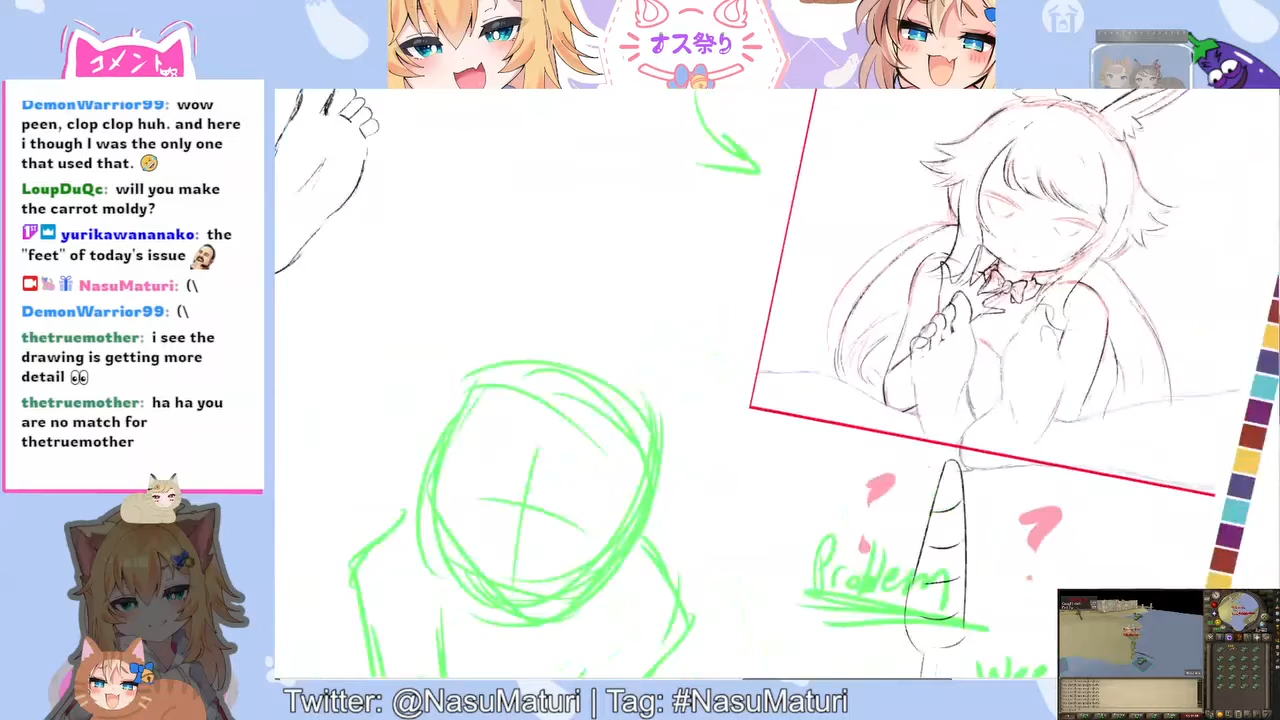 コメント
ナス祭り
DemonWarrior99: wow
peen, clop clop huh. and here
i though I was the only one
that used that. 🤣
LoupDuQc: will you make
the carrot moldy?
yurikawananako: the
"feet" of today's issue
NasuMaturi: (\
DemonWarrior99: (\
thetruemother: i see the
drawing is getting more
detail 👀
thetruemother: ha ha you
are no match for
thetruemother
Problem
Twitter: @NasuMaturi | Tag: #NasuMaturi